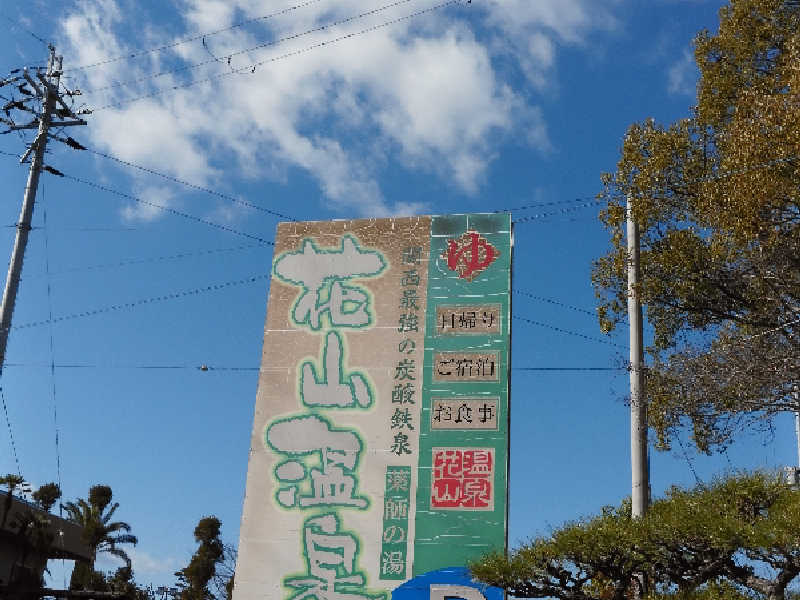 ゆ
日帰り
ご宿泊
お食事
温泉
花山
関西最強の炭酸鉄泉
薬師の湯
花山温泉
P